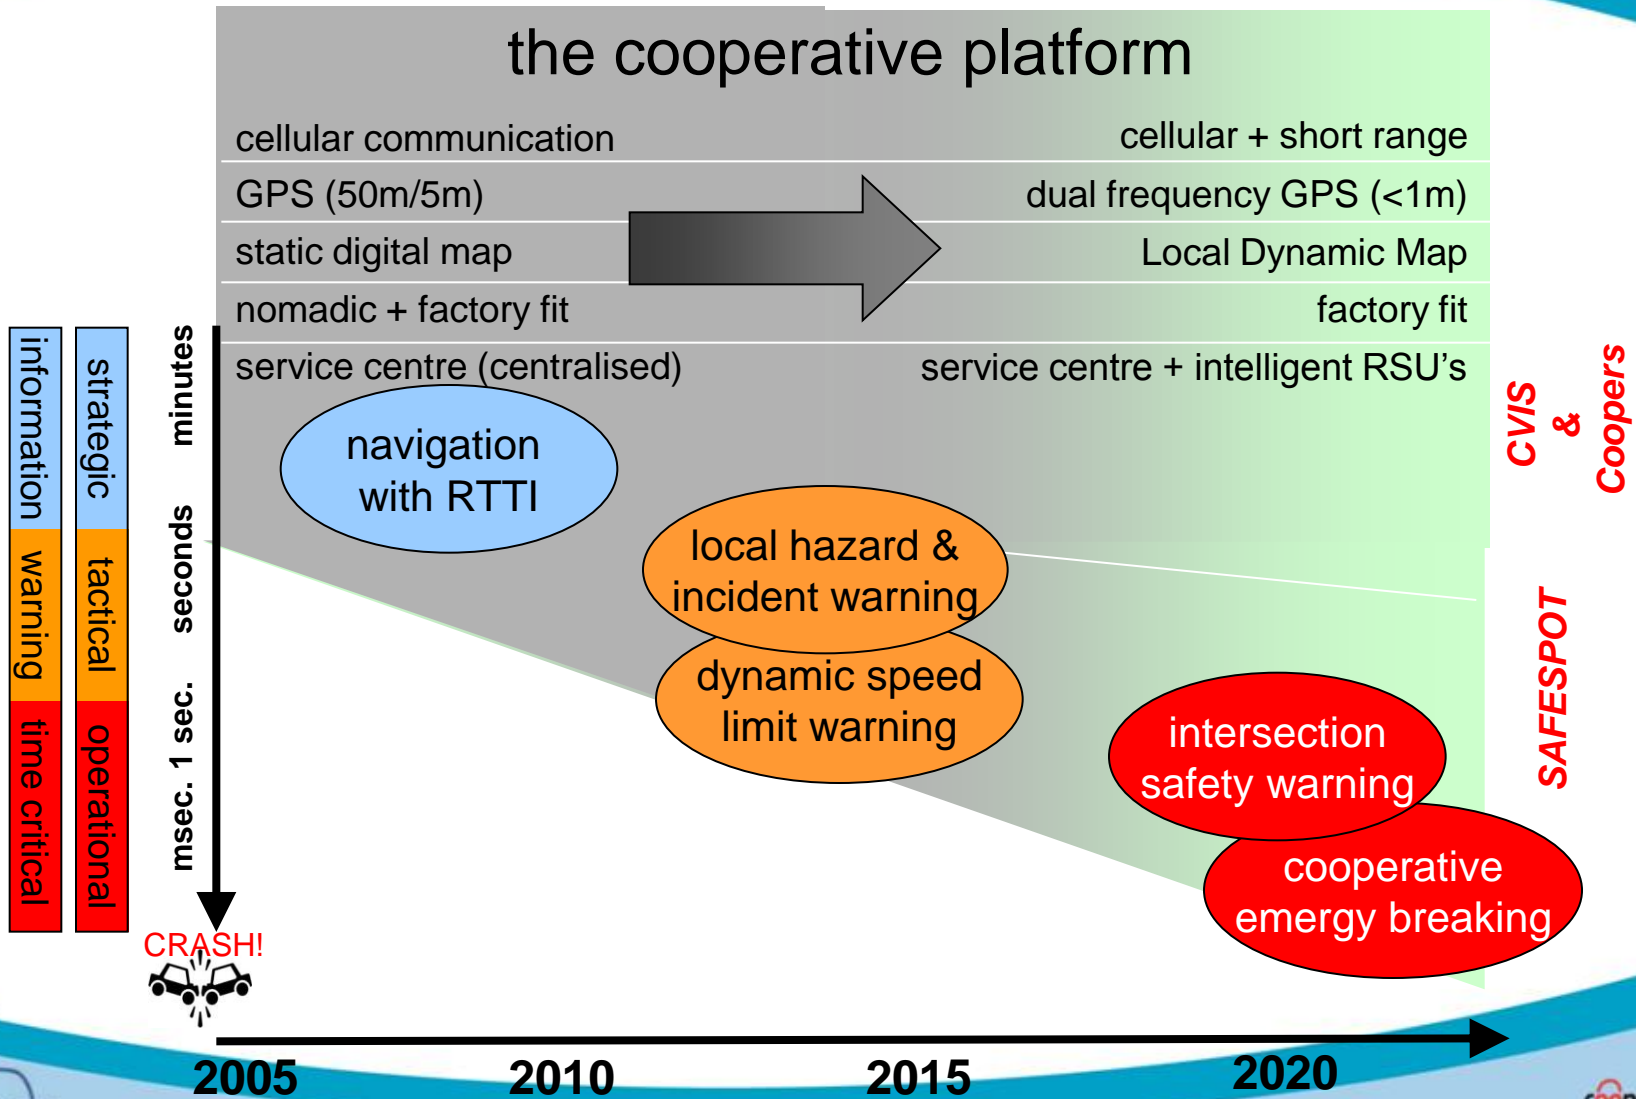 the cooperative platform
cellular communication
cellular + short range
GPS (50m/5m)
dual frequency GPS (<1m)
static digital map
Local Dynamic Map
nomadic + factory fit
factory fit
service centre (centralised)
service centre + intelligent RSU's
information
warning
time critical
strategic
tactical
operational
minutes
seconds
msec. 1 sec.
navigation
with RTTI
local hazard &
incident warning
dynamic speed
limit warning
intersection
safety warning
cooperative
emergy breaking
CVIS
&
Coopers
SAFESPOT
CRASH!
2005
2010
2015
2020